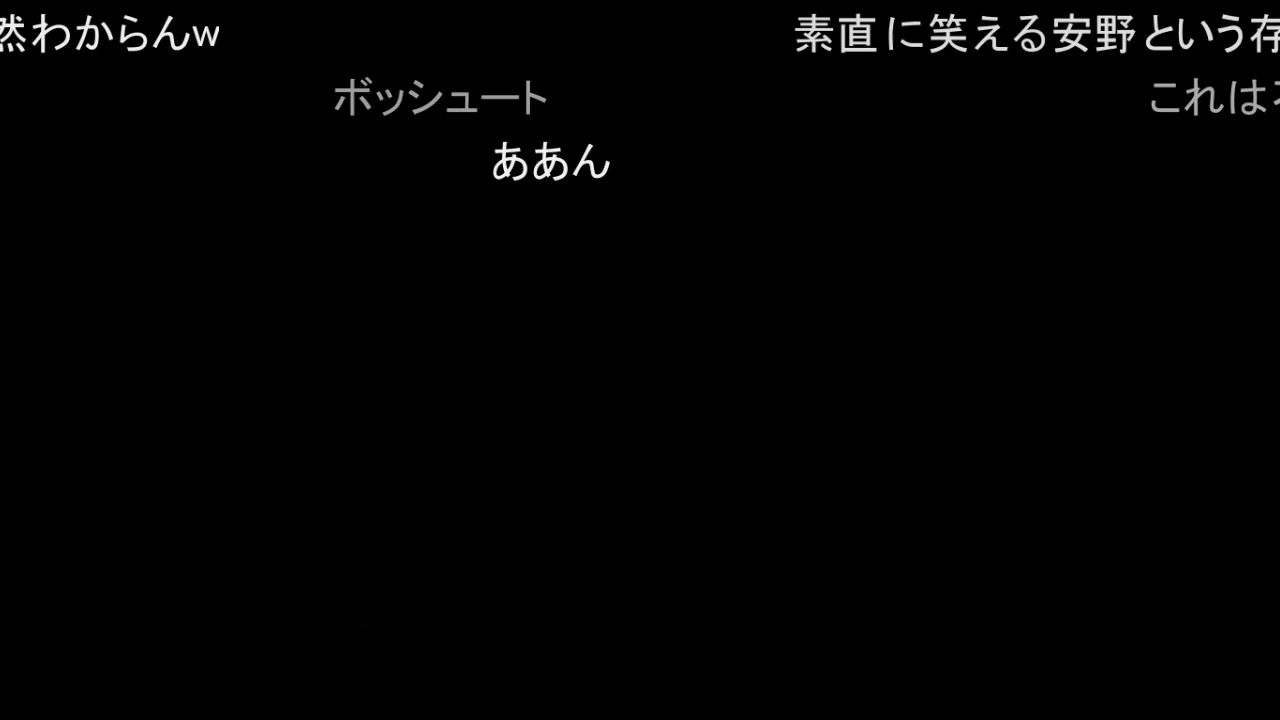 然わからんw
素直に笑える安野という存
ボッシュート
これは
ああん